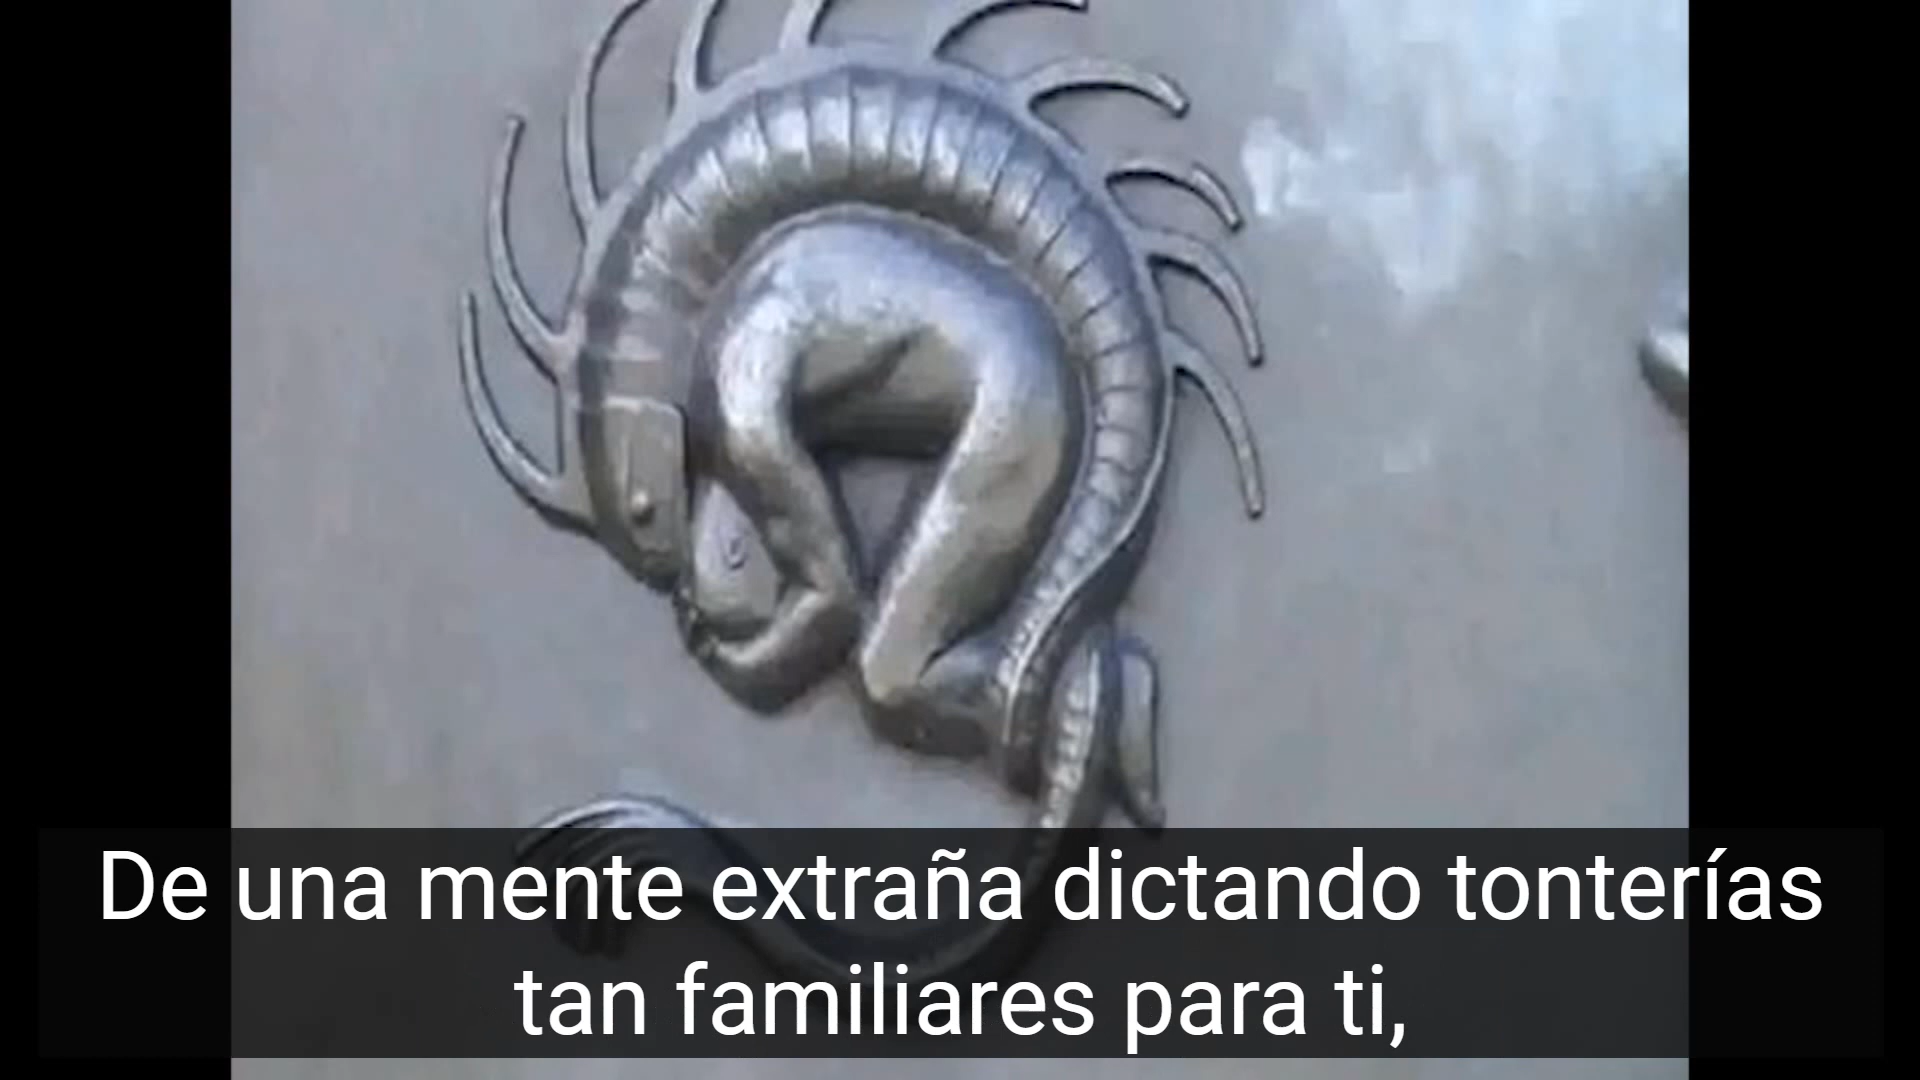 De una mente extraña dictando tonterías
tan familiares para ti,